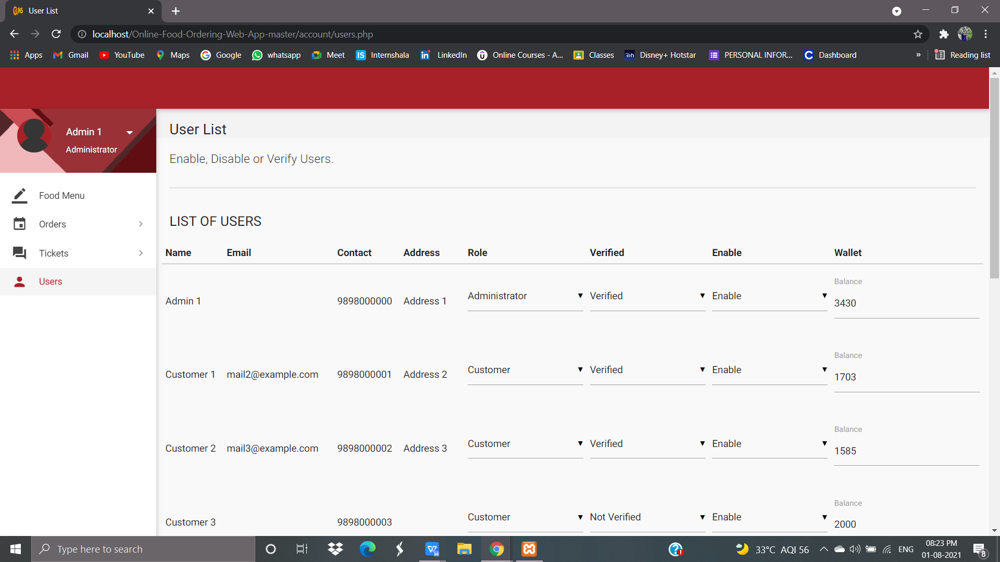 User List
localhost/Online-Food-Ordering-Web-App-master/account/users.php
Apps Gmail YouTube Maps Google whatsapp Meet Internshala LinkedIn Online Courses - A... Classes Disney+ Hotstar PERSONAL INFOR... Dashboard » Reading list
Admin 1
Administrator
Food Menu
Orders
Tickets
Users
User List
Enable, Disable or Verify Users.
LIST OF USERS
Name Email Contact Address Role Verified Enable Wallet
Balance
Admin 1 9898000000 Address 1 Administrator Verified Enable 3430
Balance
Customer 1 mail2@example.com 9898000001 Address 2 Customer Verified Enable 1703
Balance
Customer 2 mail3@example.com 9898000002 Address 3 Customer Verified Enable 1585
Balance
Customer 3 9898000003 Customer Not Verified Enable 2000
Type here to search
33°C AQI 56
ENG
08:23 PM
01-08-2021
8